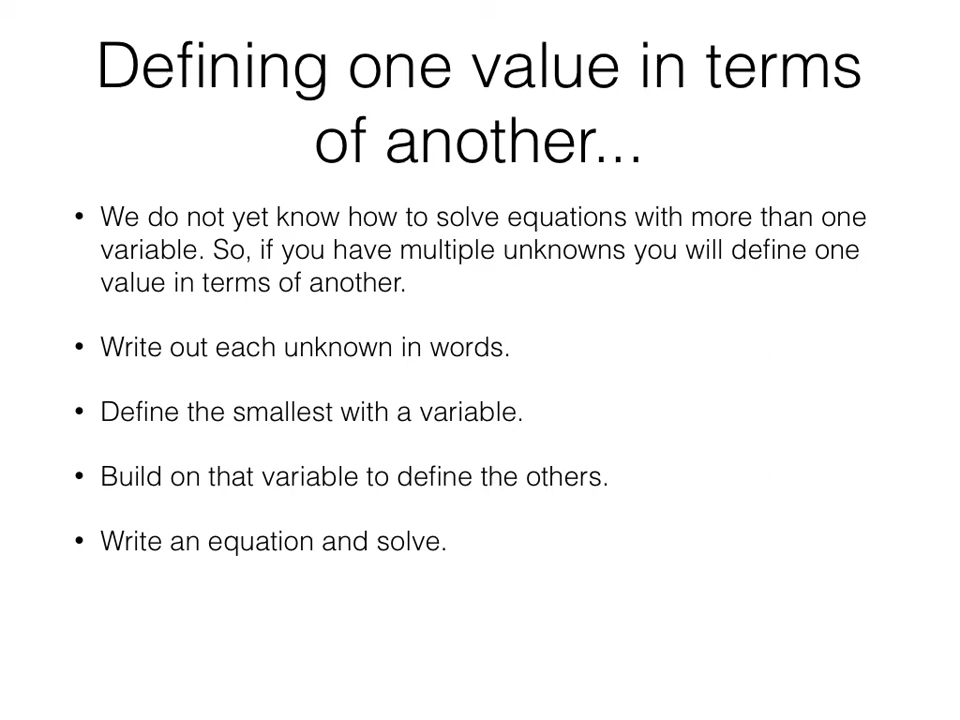 Defining one value in terms
of another...
• We do not yet know how to solve equations with more than one
variable. So, if you have multiple unknowns you will define one
value in terms of another.
• Write out each unknown in words.
• Define the smallest with a variable.
• Build on that variable to define the others.
• Write an equation and solve.